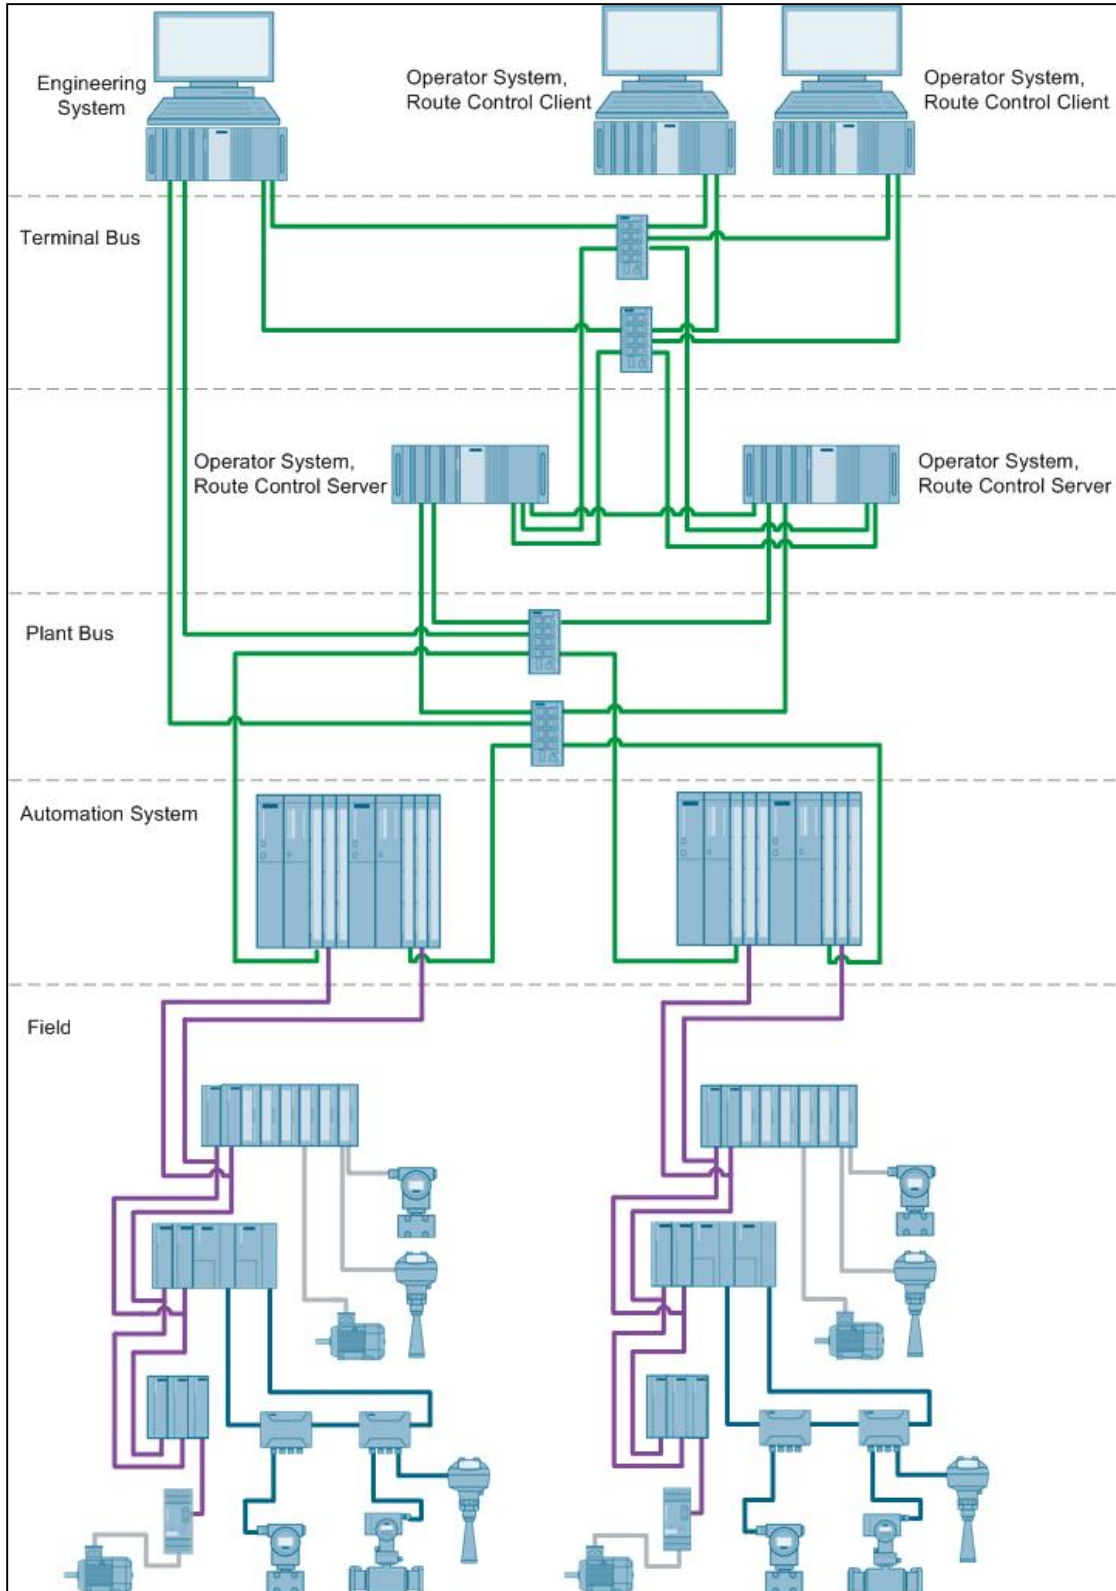 Engineering
System
Operator System,
Route Control Client
Operator System,
Route Control Client
Terminal Bus
Operator System,
Route Control Server
Operator System,
Route Control Server
Plant Bus
Automation System
Field